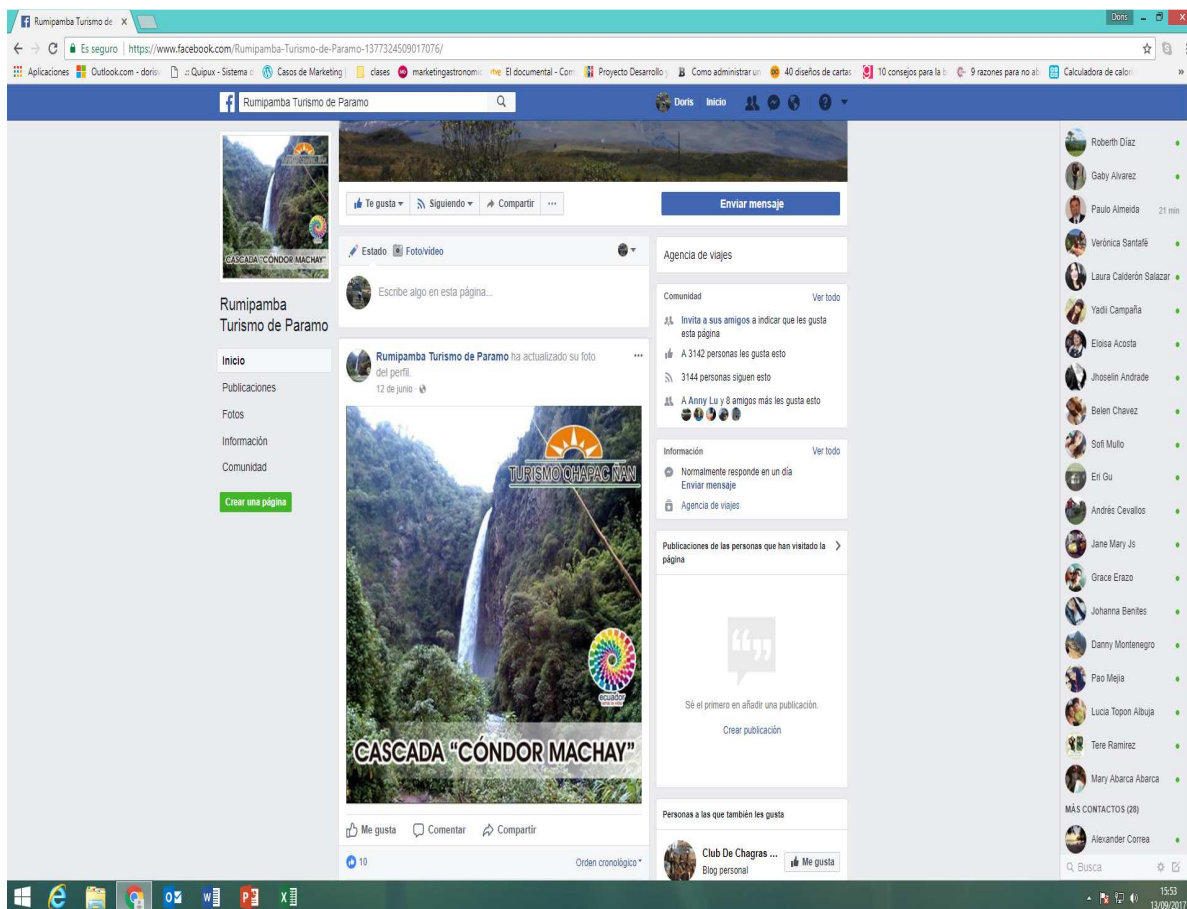 Rumipamba Turismo de
Doris
Es seguro
https://www.facebook.com/Rumipamba-Turismo-de-Paramo-1377324509017076/
Aplicaciones
Outlook.com - doris
.:: Quipux - Sistema
Casos de Marketing
clases
marketingastronomic
El documental - Com
Proyecto Desarrollo
Como administrar un
40 diseños de cartas
10 consejos para la b
9 razones para no ab
Calculadora de calor
Rumipamba Turismo de Paramo
Doris
Inicio
CASCADA "CÓNDOR MACHAY"
Rumipamba
Turismo de Paramo
Inicio
Publicaciones
Fotos
Información
Comunidad
Crear una página
Te gusta
Siguiendo
Compartir
Enviar mensaje
Estado
Foto/video
Escribe algo en esta página...
Rumipamba Turismo de Paramo ha actualizado su foto
del perfil.
12 de junio
TURISMO QHAPAC ÑAN
ecuador
ama la vida
CASCADA "CÓNDOR MACHAY"
Me gusta
Comentar
Compartir
10
Orden cronológico
Agencia de viajes
Comunidad
Ver todo
Invita a sus amigos a indicar que les gusta
esta página
A 3142 personas les gusta esto
3144 personas siguen esto
A Anny Lu y 8 amigos más les gusta esto
Información
Ver todo
Normalmente responde en un día
Enviar mensaje
Agencia de viajes
Publicaciones de las personas que han visitado la
página
Sé el primero en añadir una publicación.
Crear publicación
Personas a las que también les gusta
Club De Chagras ...
Blog personal
Me gusta
Roberth Díaz
Gaby Alvarez
Paulo Almeida
21 min
Verónica Santafé
Laura Calderón Salazar
Yadii Campaña
Eloisa Acosta
Jhoselin Andrade
Belen Chavez
Sofi Mullo
Eri Gu
Andrés Cevallos
Jane Mary Js
Grace Erazo
Johanna Benites
Danny Montenegro
Pao Mejia
Lucia Topon Albuja
Tere Ramirez
Mary Abarca Abarca
MÁS CONTACTOS (28)
Alexander Correa
Busca
15:53
13/09/2017